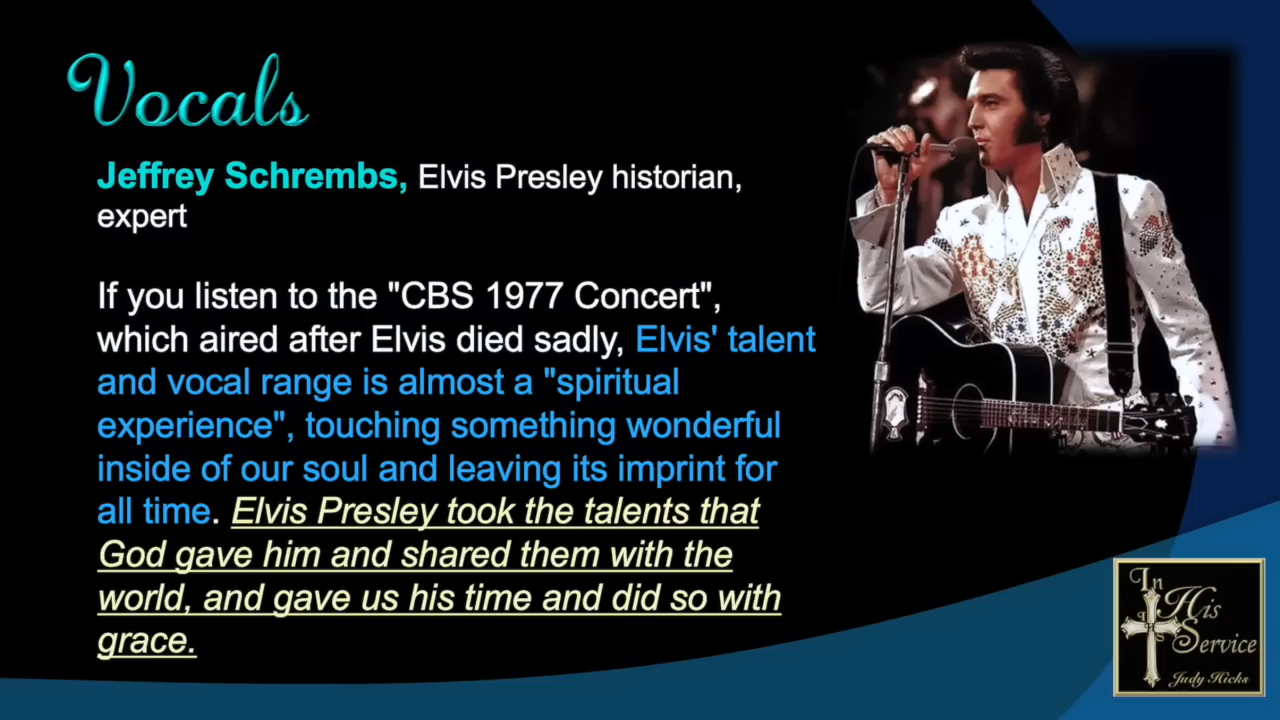 Vocals
Jeffrey Schrembs, Elvis Presley historian,
expert
If you listen to the "CBS 1977 Concert",
which aired after Elvis died sadly, Elvis' talent
and vocal range is almost a "spiritual
experience", touching something wonderful
inside of our soul and leaving its imprint for
all time. Elvis Presley took the talents that
God gave him and shared them with the
world, and gave us his time and did so with
grace.
In
His
Service
Judy Hicks